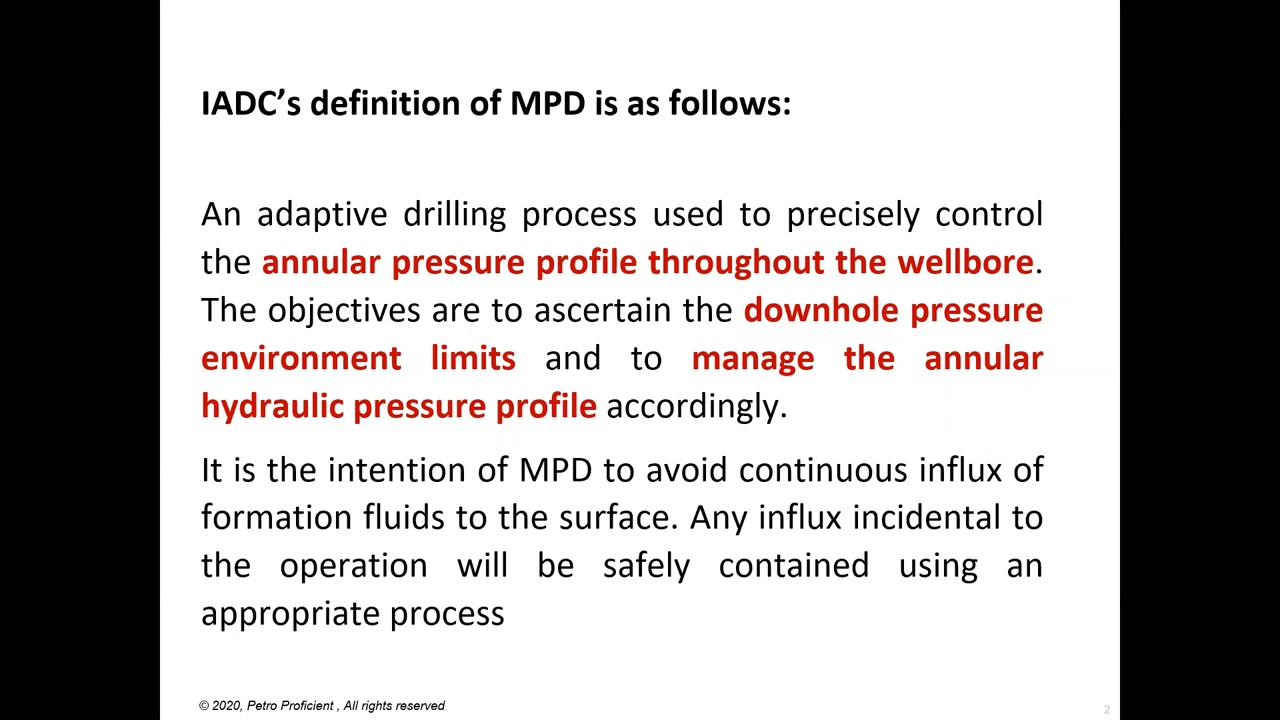 IADC’s definition of MPD is as follows:
An adaptive drilling process used to precisely control
the annular pressure profile throughout the wellbore.
The objectives are to ascertain the downhole pressure
environment limits and to manage the annular
hydraulic pressure profile accordingly.
It is the intention of MPD to avoid continuous influx of
formation fluids to the surface. Any influx incidental to
the operation will be safely contained using an
appropriate process
© 2020, Petro Proficient , All rights reserved
2